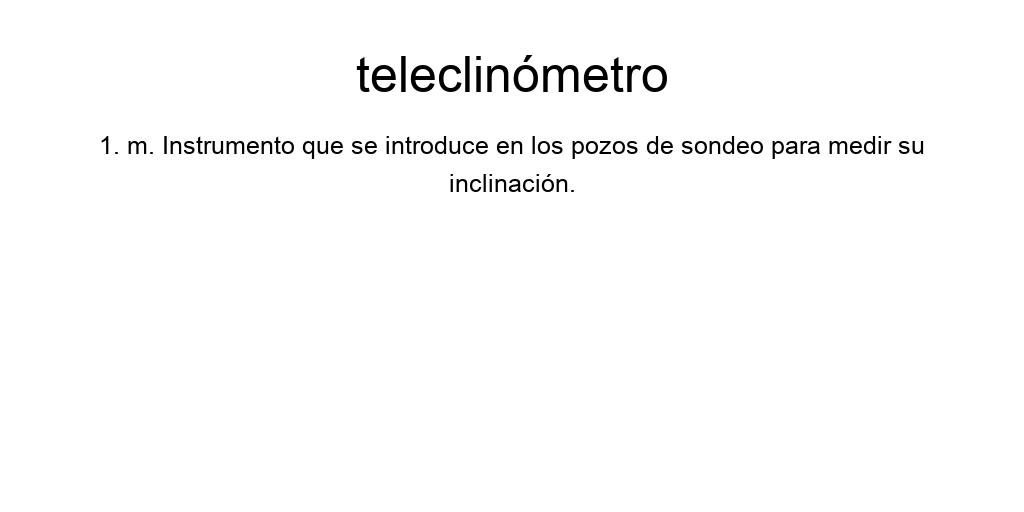 teleclinómetro
1. m. Instrumento que se introduce en los pozos de sondeo para medir su
inclinación.